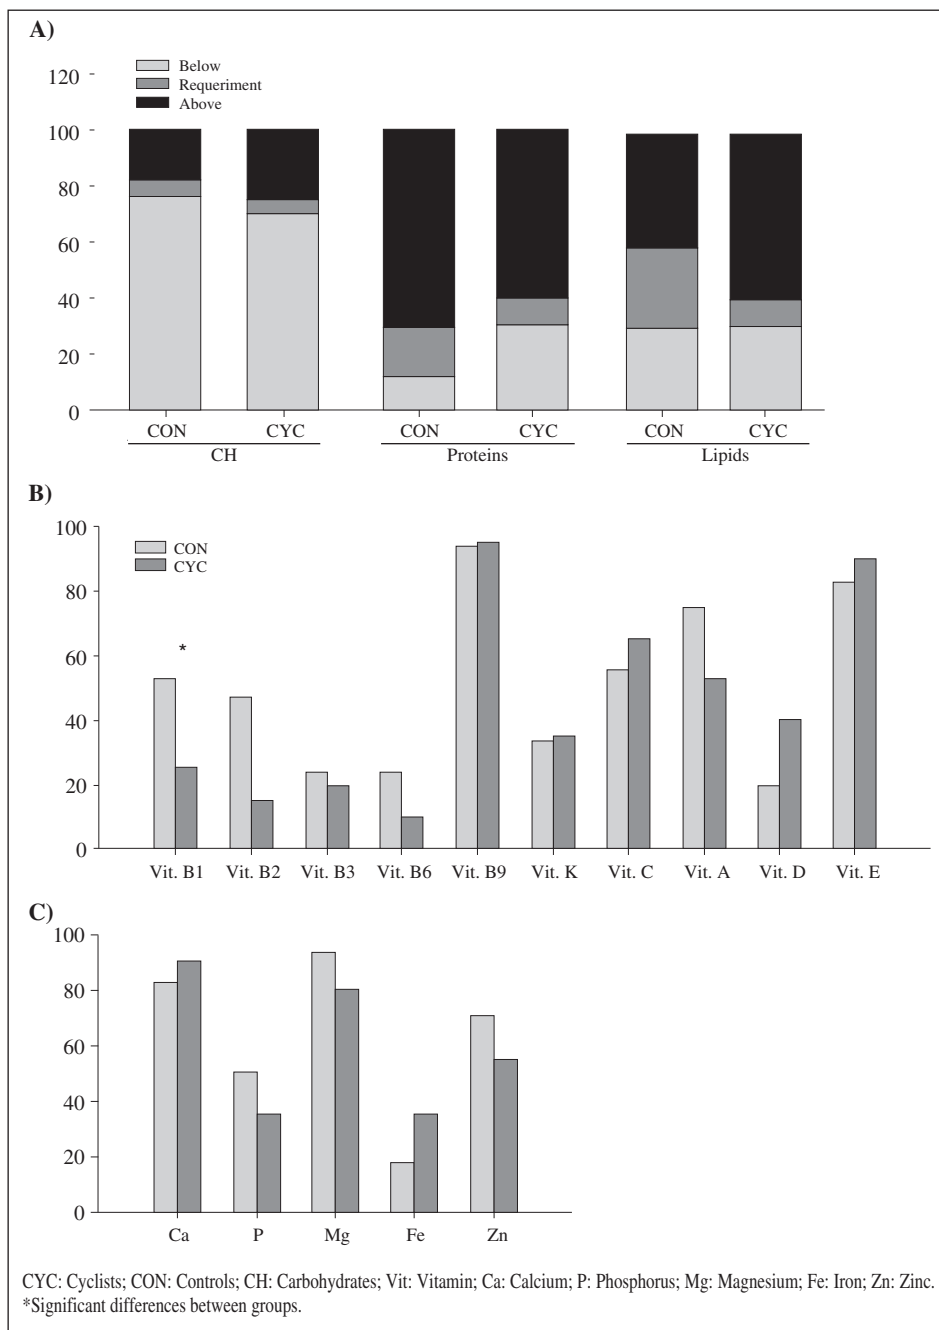 A)
Below
Requeriment
Above
120
100
80
60
40
20
0
CON
CYC
CON
CYC
CON
CYC
CH
Proteins
Lipids
B)
100
80
60
40
20
0
CON
CYC
*
Vit. B1
Vit. B2
Vit. B3
Vit. B6
Vit. B9
Vit. K
Vit. C
Vit. A
Vit. D
Vit. E
C)
100
80
60
40
20
0
Ca
P
Mg
Fe
Zn
CYC: Cyclists; CON: Controls; CH: Carbohydrates; Vit: Vitamin; Ca: Calcium; P: Phosphorus; Mg: Magnesium; Fe: Iron; Zn: Zinc.
*Significant differences between groups.